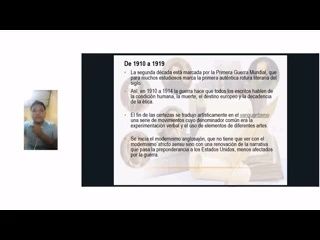 De 1910 a 1919
La segunda década está marcada por la Primera Guerra Mundial, que
para muchos estudiosos marca la primera auténtica rotura literaria del
siglo.
Así, en 1910 a 1914 la guerra hace que todos los escritos hablen de
la condición humana, la muerte, el destino europeo y la decadencia
de la ética.
El fin de las certezas se tradujo artísticamente en el vanguardismo,
una serie de movimientos cuyo denominador común era la
experimentación verbal y el uso de elementos de diferentes artes.
Se inicia el modernismo anglosajón, que no tiene que ver con el
modernismo stricto sensu sino con una renovación de la narrativa
que pasa la preponderancia a los Estados Unidos, menos afectados
por la guerra.